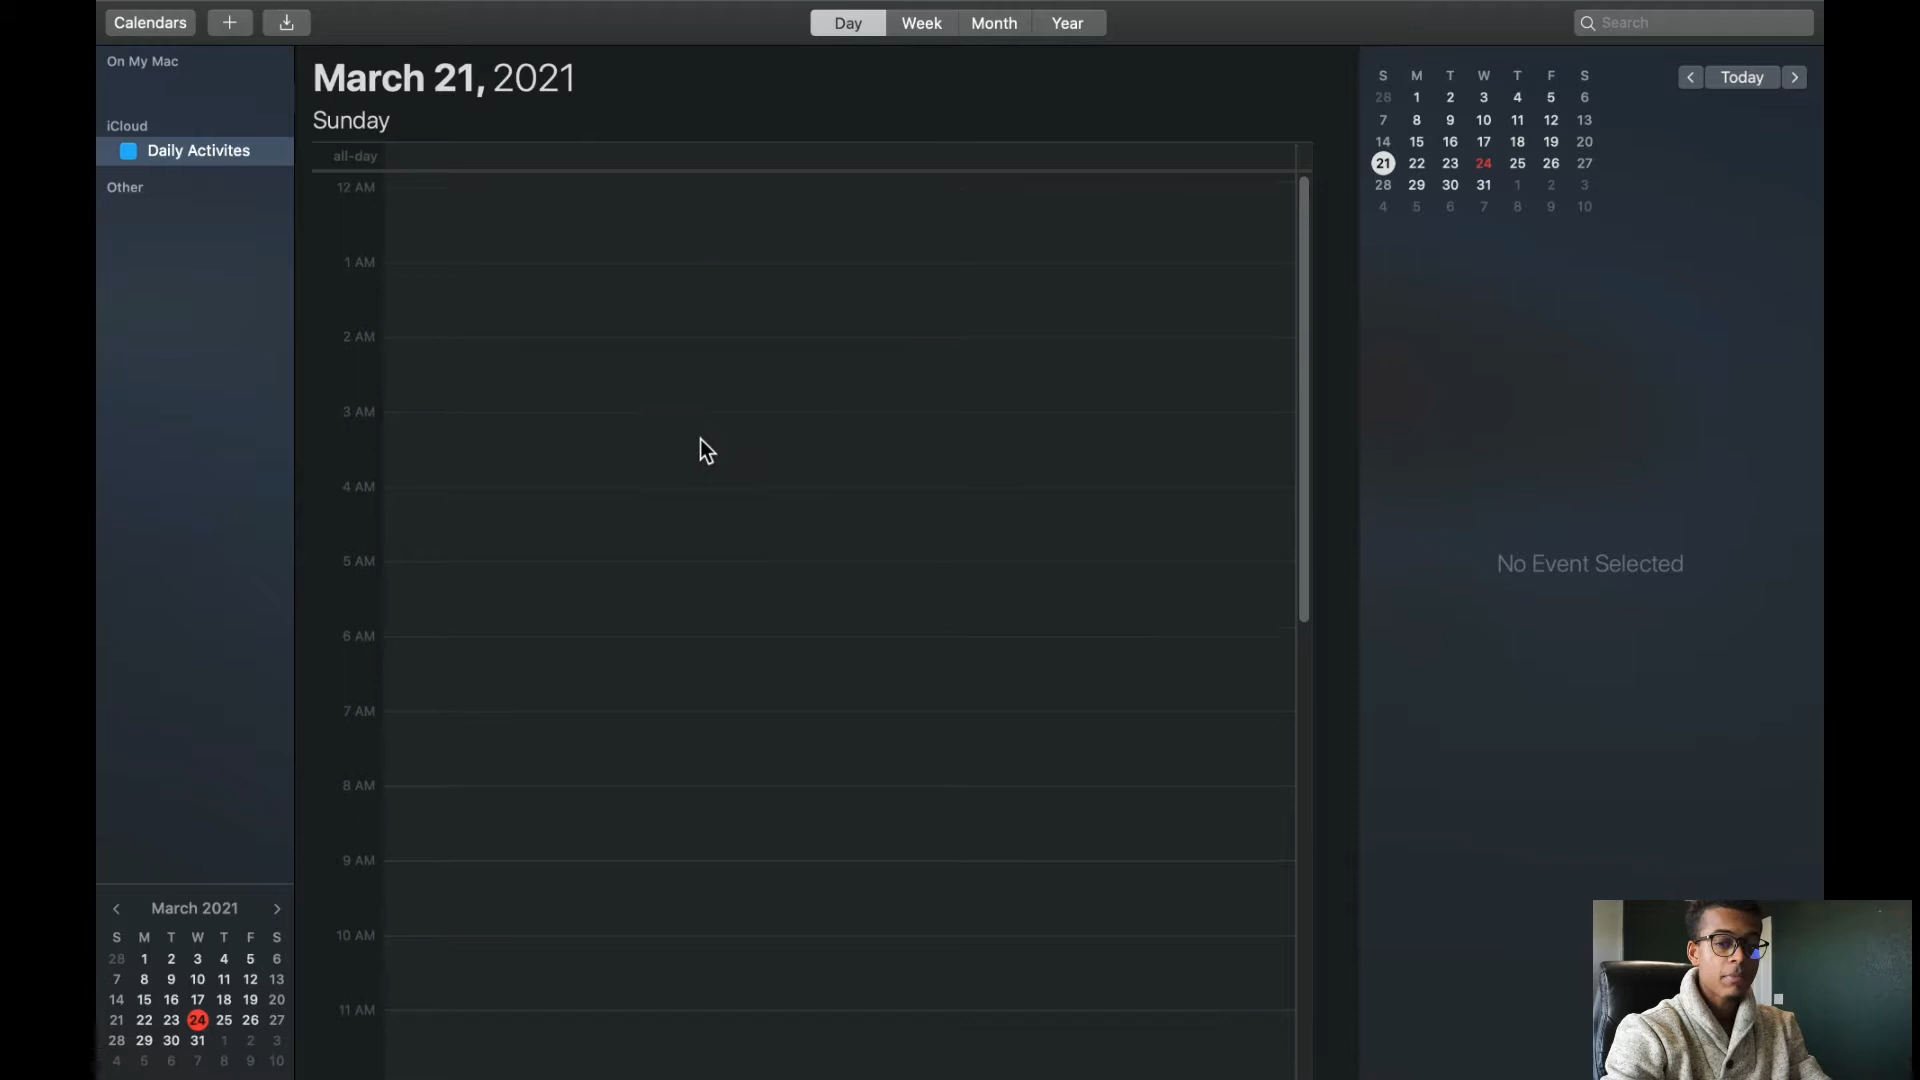 Calendars
Day Week Month Year
Search
On My Mac
iCloud
Daily Activites
Other
March 2021
S M T W T F S
28 1 2 3 4 5 6
7 8 9 10 11 12 13
14 15 16 17 18 19 20
21 22 23 24 25 26 27
28 29 30 31 1 2 3
4 5 6 7 8 9 10
March 21, 2021
Sunday
all-day
12 AM
1 AM
2 AM
3 AM
4 AM
5 AM
6 AM
7 AM
8 AM
9 AM
10 AM
11 AM
S M T W T F S
28 1 2 3 4 5 6
7 8 9 10 11 12 13
14 15 16 17 18 19 20
21 22 23 24 25 26 27
28 29 30 31 1 2 3
4 5 6 7 8 9 10
Today
No Event Selected